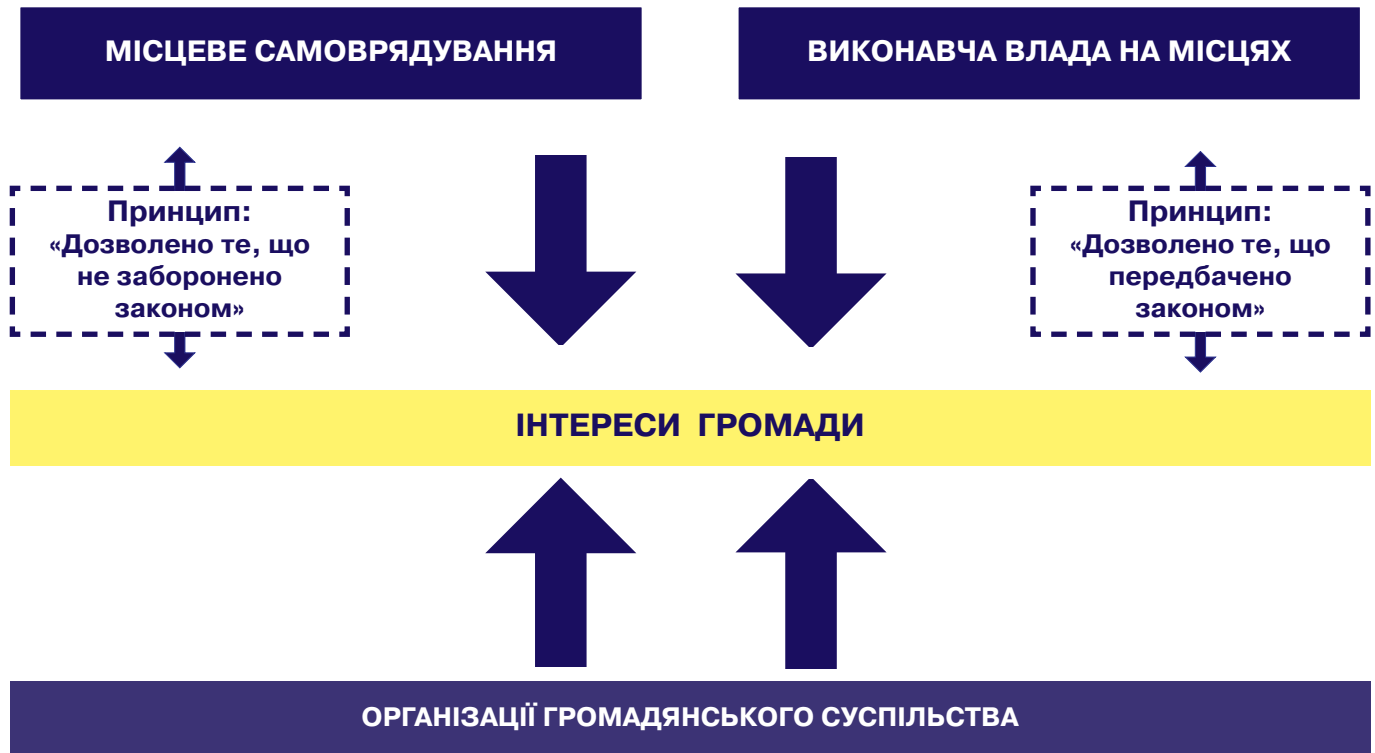 МІСЦЕВЕ САМОВРЯДУВАННЯ
ВИКОНАВЧА ВЛАДА НА МІСЦЯХ
Принцип:
«Дозволено те, що
не заборонено
законом»
Принцип:
«Дозволено те, що
передбачено
законом»
ІНТЕРЕСИ ГРОМАДИ
ОРГАНІЗАЦІЇ ГРОМАДЯНСЬКОГО СУСПІЛЬСТВА